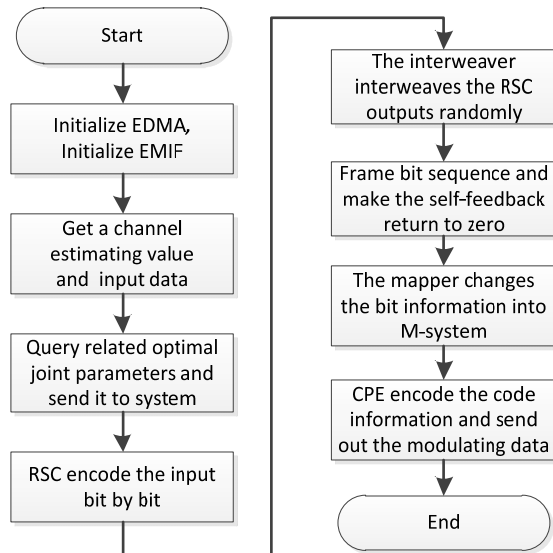 Start
Initialize EDMA,
Initialize EMIF
Get a channel
estimating value
and input data
Query related optimal
joint parameters and
send it to system
RSC encode the input
bit by bit
The interweaver
interweaves the RSC
outputs randomly
Frame bit sequence and
make the self-feedback
return to zero
The mapper changes
the bit information into
M-system
CPE encode the code
information and send
out the modulating data
End